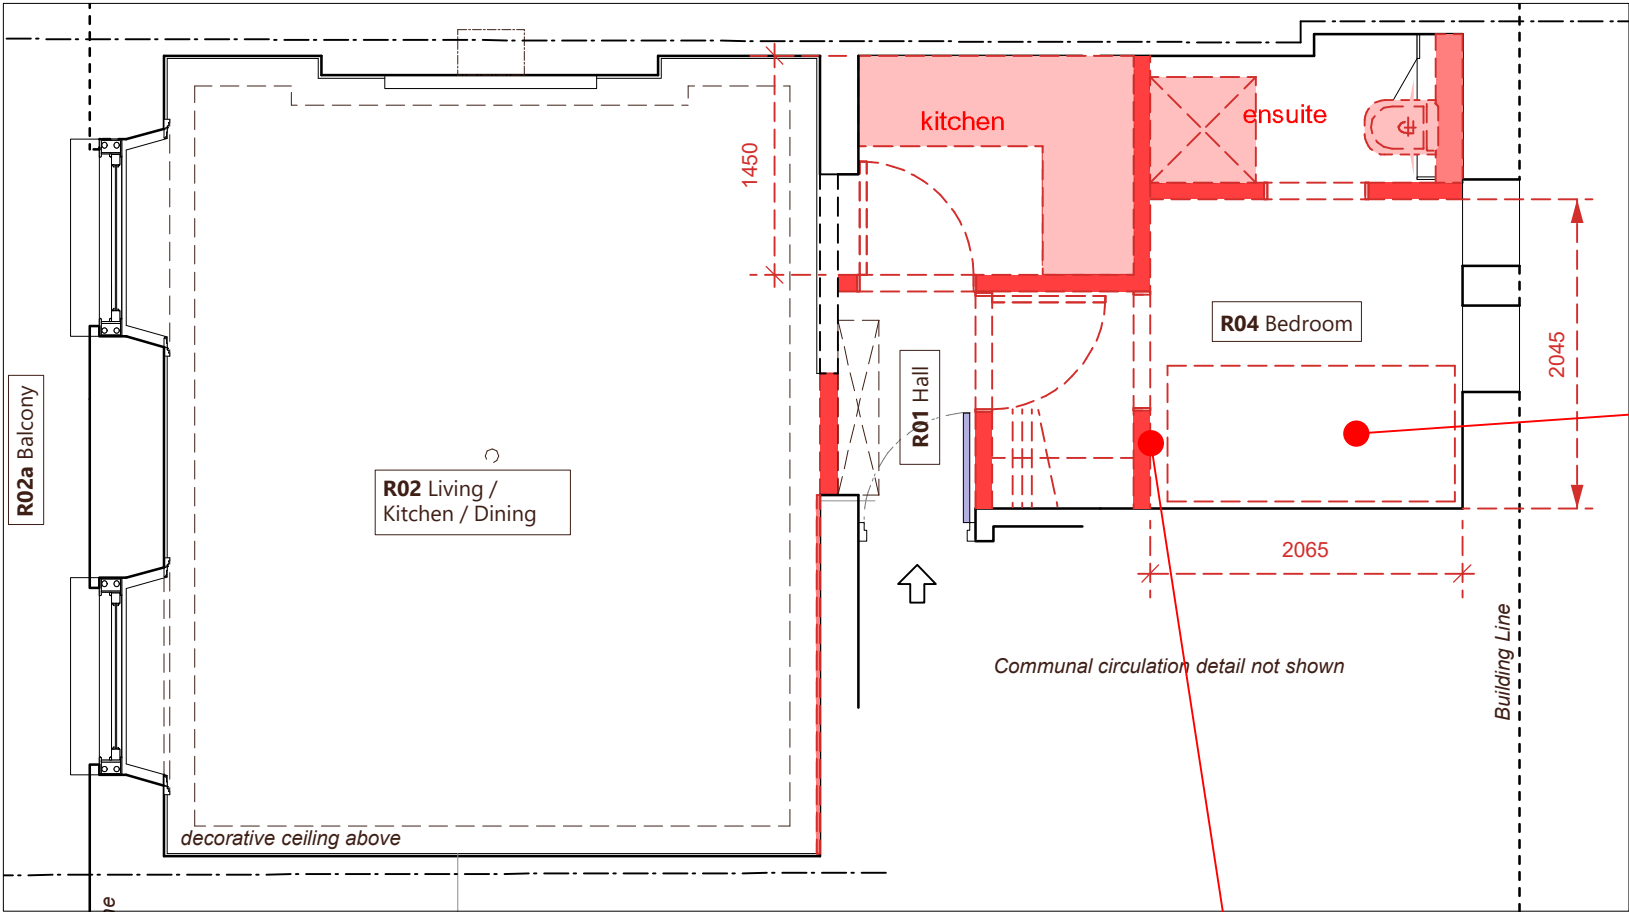 kitchen
ensuite
1450
R04 Bedroom
2045
R02a Balcony
R01 Hall
R02 Living /
Kitchen / Dining
2065
Communal circulation detail not shown
Building Line
decorative ceiling above